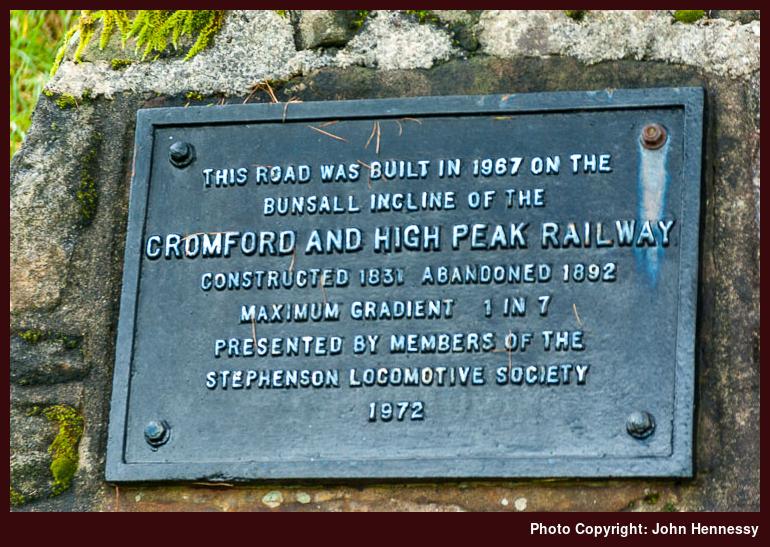 THIS ROAD WAS BUILT IN 1967 ON THE
BUNSALL INCLINE OF THE
CROMFORD AND HIGH PEAK RAILWAY
CONSTRUCTED 1831 ABANDONED 1892
MAXIMUM GRADIENT 1 IN 7
PRESENTED BY MEMBERS OF THE
STEPHENSON LOCOMOTIVE SOCIETY
1972
Photo Copyright: John Hennessy